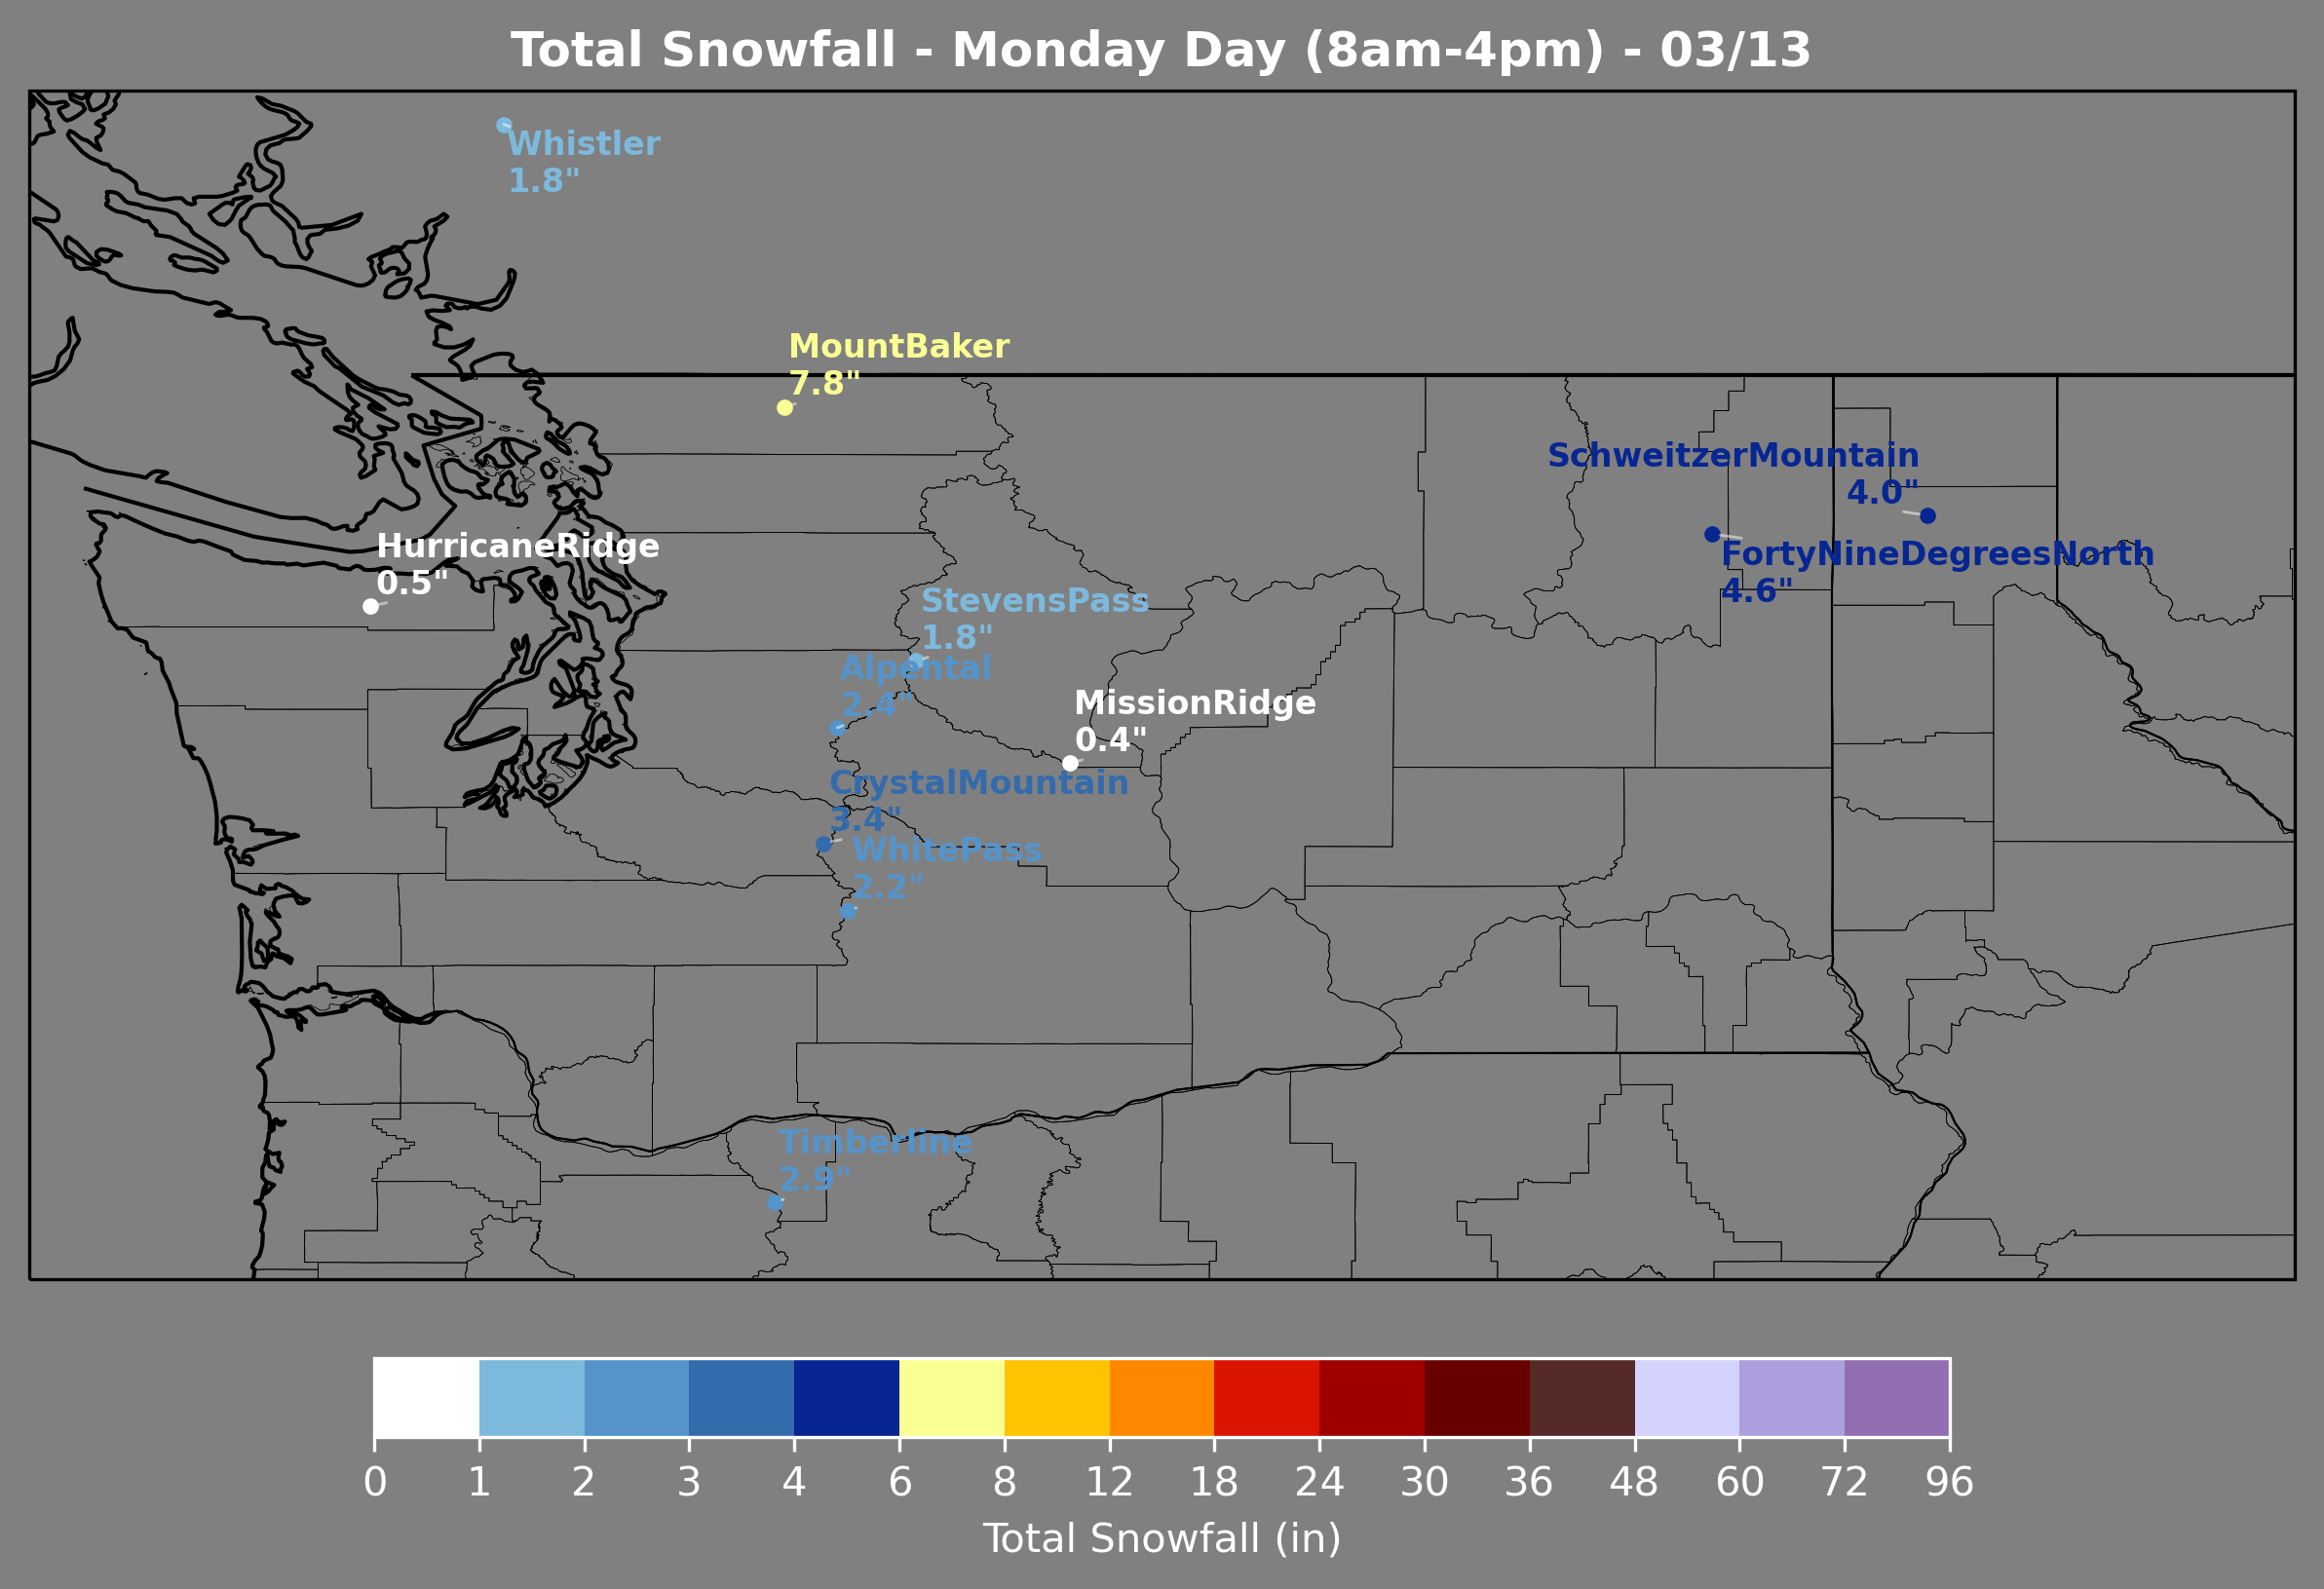 Total Snowfall - Monday Day (8am-4pm) - 03/13
Whistler
1.8"
MountBaker
7.8"
SchweitzerMountain
4.0"
HurricaneRidge
0.5"
FortyNineDegreesNorth
4.6"
StevensPass
1.8"
Alpental
2.4"
MissionRidge
0.4"
CrystalMountain
3.4"
WhitePass
2.2"
Timberline
2.9"
0 1 2 3 4 6 8 12 18 24 30 36 48 60 72 96
Total Snowfall (in)